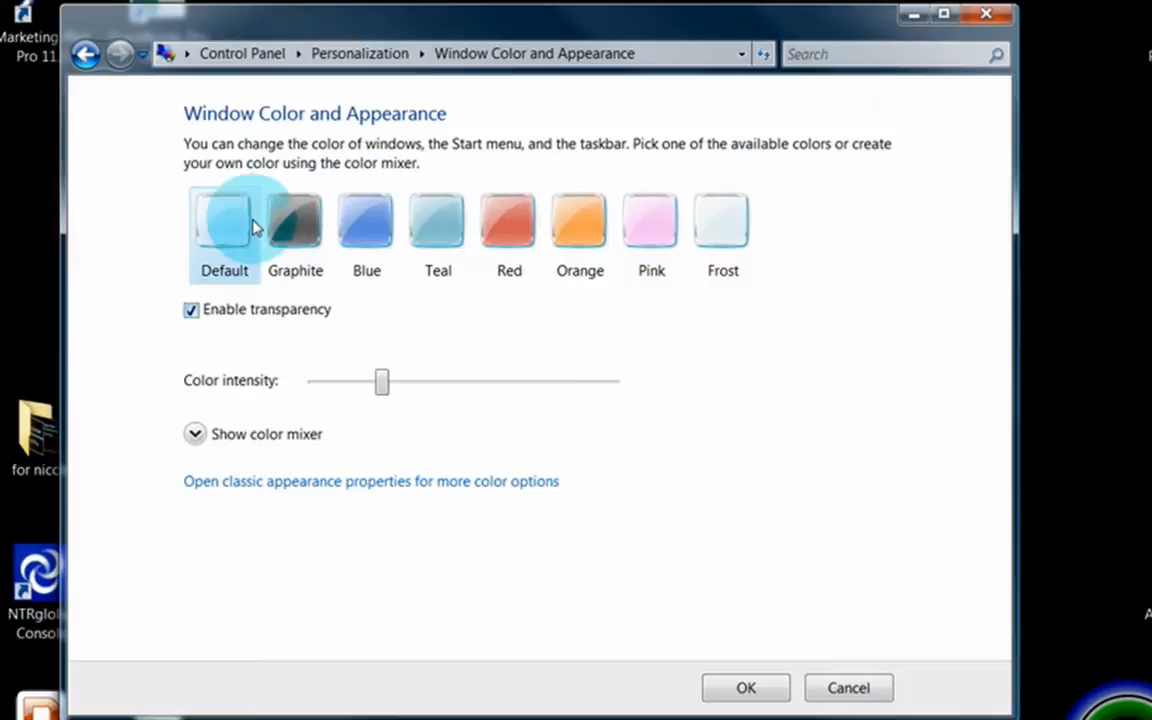 Marketing
Pro 11.
Control Panel
Personalization
Window Color and Appearance
Search
Window Color and Appearance
You can change the color of windows, the Start menu, and the taskbar. Pick one of the available colors or create
your own color using the color mixer.
Default
Graphite
Blue
Teal
Red
Orange
Pink
Frost
Enable transparency
Color intensity:
Show color mixer
for nicc
Open classic appearance properties for more color options
NTRglo
Conso
OK
Cancel